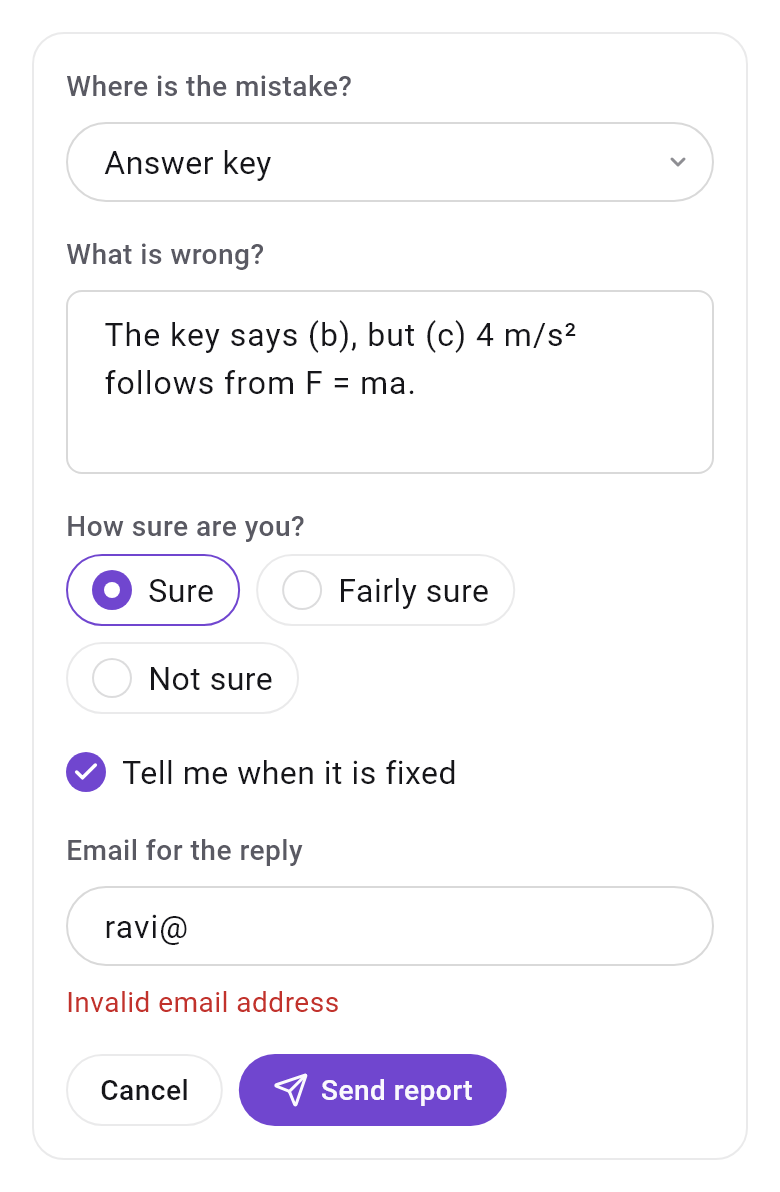 Where is the mistake?
Answer key
What is wrong?
The key says (b), but (c) 4 m/s²
follows from F = ma.
How sure are you?
Sure
Fairly sure
Not sure
Tell me when it is fixed
Email for the reply
ravi@
Invalid email address
Cancel
Send report